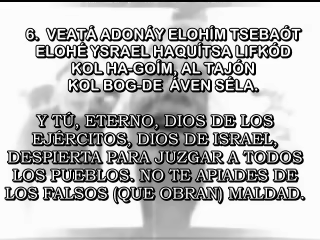 6.  VEATÁ ADONÁY ELOHÍM TSEBAÓT
ELOHÉ YSRAEL HAQUÍTSA LIFKÓD
KOL HA-GOÍM, AL TAJÓN
KOL BOG-DE  ÁVEN SÉLA.
Y TÚ, ETERNO, DIOS DE LOS
EJÉRCITOS, DIOS DE ISRAEL,
DESPIERTA PARA JUZGAR A TODOS
LOS PUEBLOS. NO TE APIADES DE
LOS FALSOS (QUE OBRAN) MALDAD.